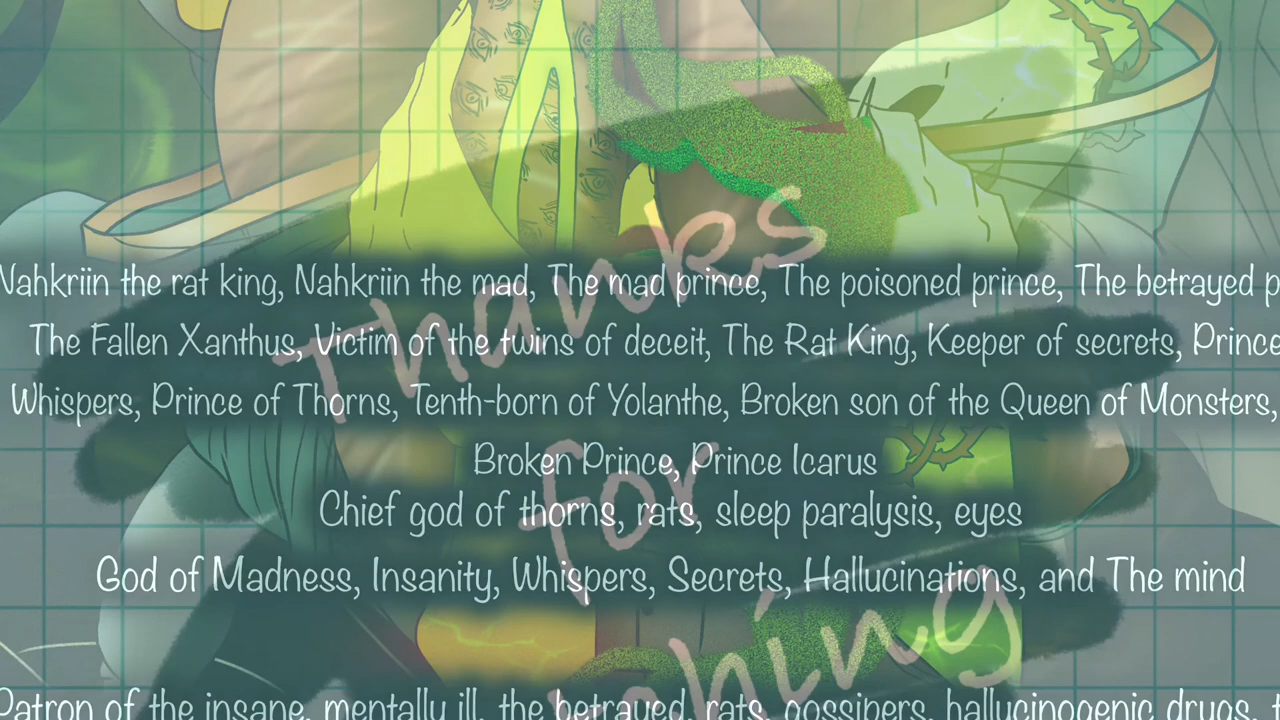 Nahkriin the rat king, Nahkriin the mad, The mad prince, The poisoned prince, The betrayed p
The Fallen Xanthus, Victim of the twins of deceit, The Rat King, Keeper of secrets, Prince
Whispers, Prince of Thorns, Tenth-born of Yolanthe, Broken son of the Queen of Monsters,
Broken Prince, Prince Icarus
Chief god of thorns, rats, sleep paralysis, eyes
God of Madness, Insanity, Whispers, Secrets, Hallucinations, and The mind
Patron of the insane, mentally ill, the betrayed, rats, gossipers, hallucinogenic drugs,
Thanks
for